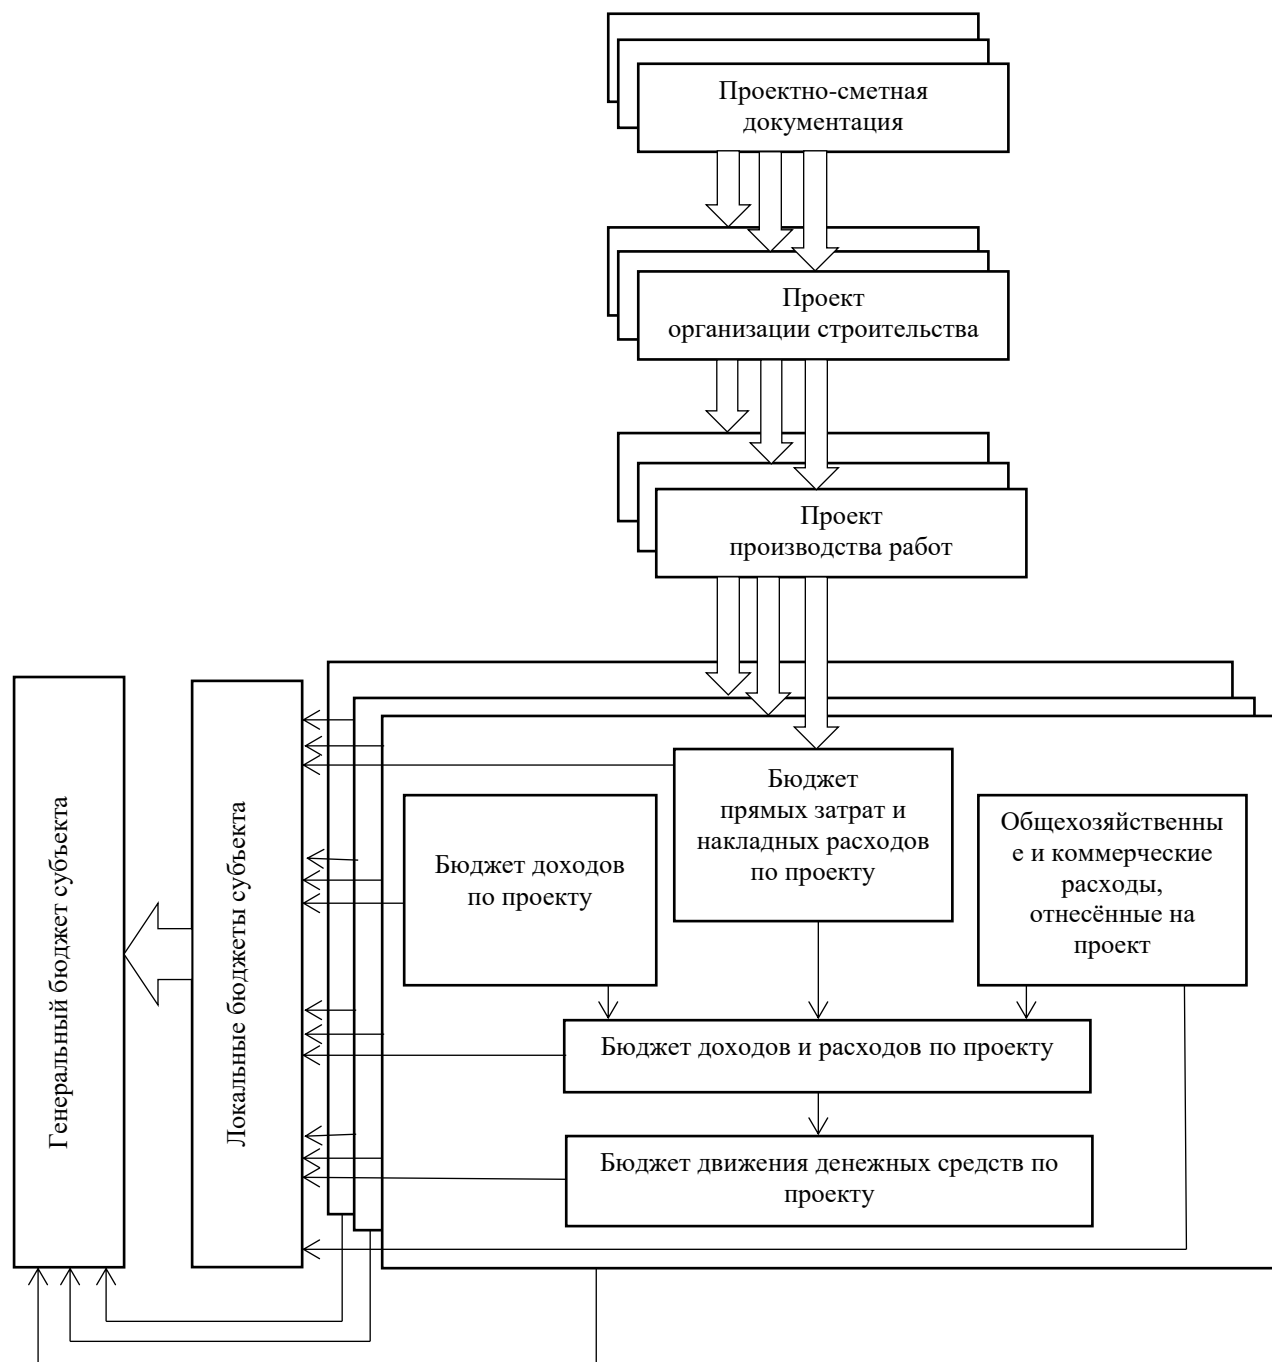 Проектно-сметная
документация
Проект
организации строительства
Проект
производства работ
Генеральный бюджет субъекта
Локальные бюджеты субъекта
Бюджет доходов
по проекту
Бюджет
прямых затрат и
накладных расходов
по проекту
Общехозяйственны
е и коммерческие
расходы,
отнесённые на
проект
Бюджет доходов и расходов по проекту
Бюджет движения денежных средств по
проекту